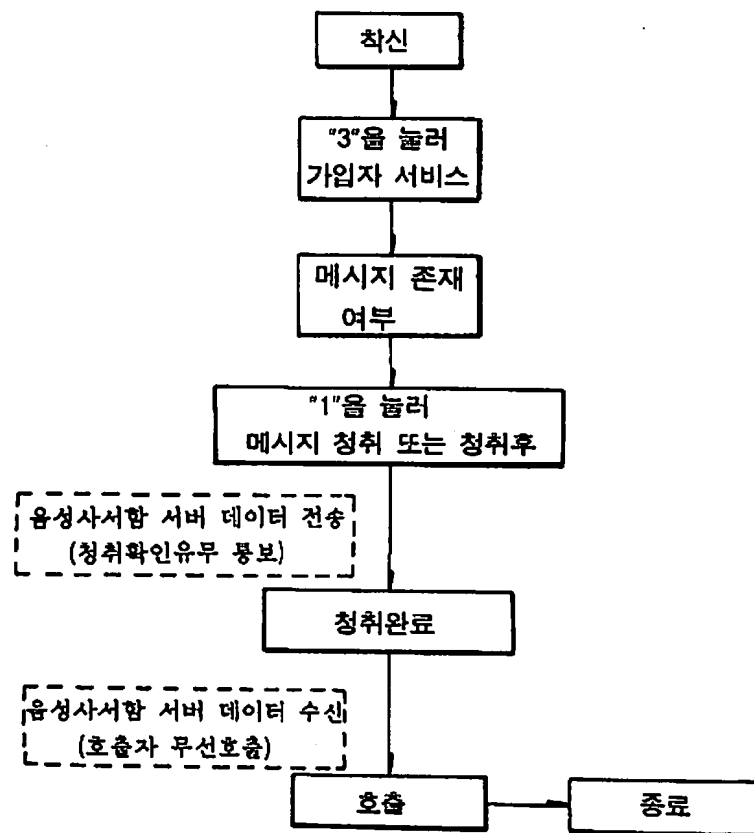 착신
"3"을 눌러
가입자 서비스
메시지 존재
여부
"1"을 눌러
메시지 청취 또는 청취후
음성사서함 서버 데이터 전송
(청취확인유무 통보)
청취완료
음성사서함 서버 데이터 수신
(호출자 무선호출)
호출
종료